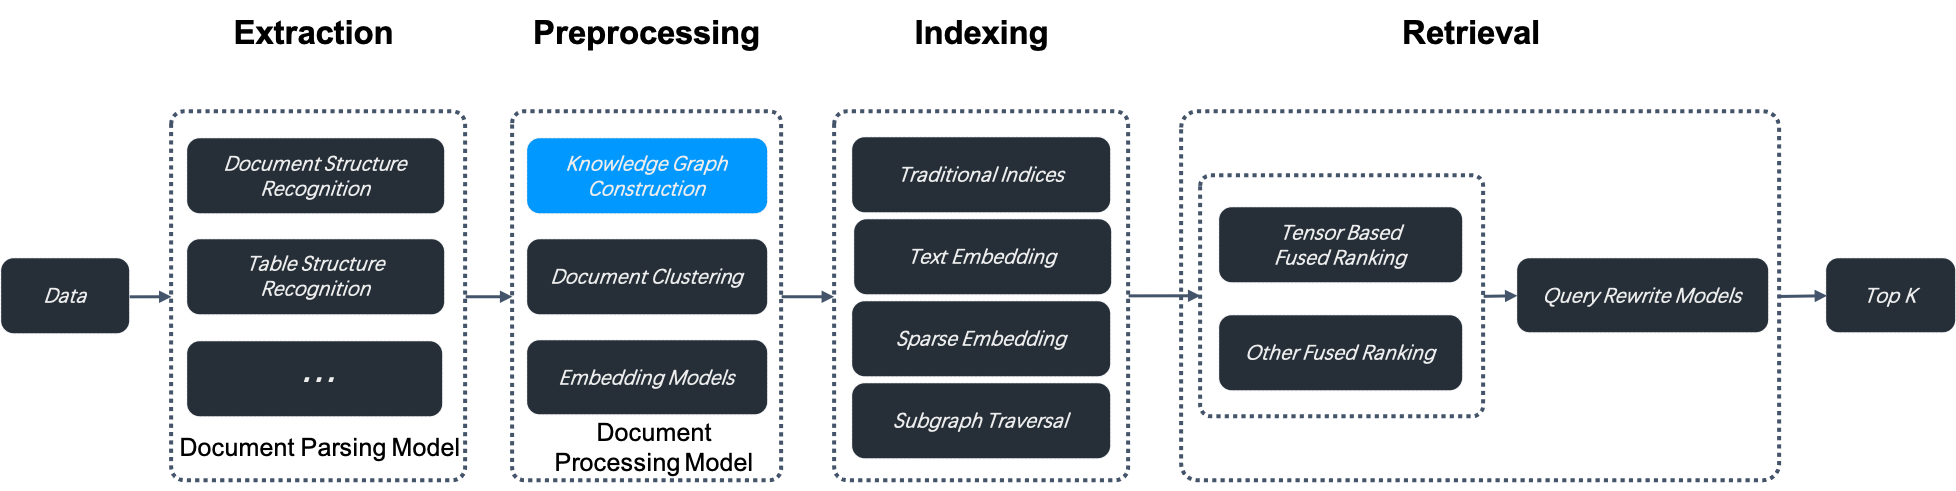 Extraction
Preprocessing
Indexing
Retrieval
Data
Document Structure
Recognition
Table Structure
Recognition
...
Document Parsing Model
Knowledge Graph
Construction
Document Clustering
Embedding Models
Document
Processing Model
Traditional Indices
Text Embedding
Sparse Embedding
Subgraph Traversal
Tensor Based
Fused Ranking
Other Fused Ranking
Query Rewrite Models
Top K